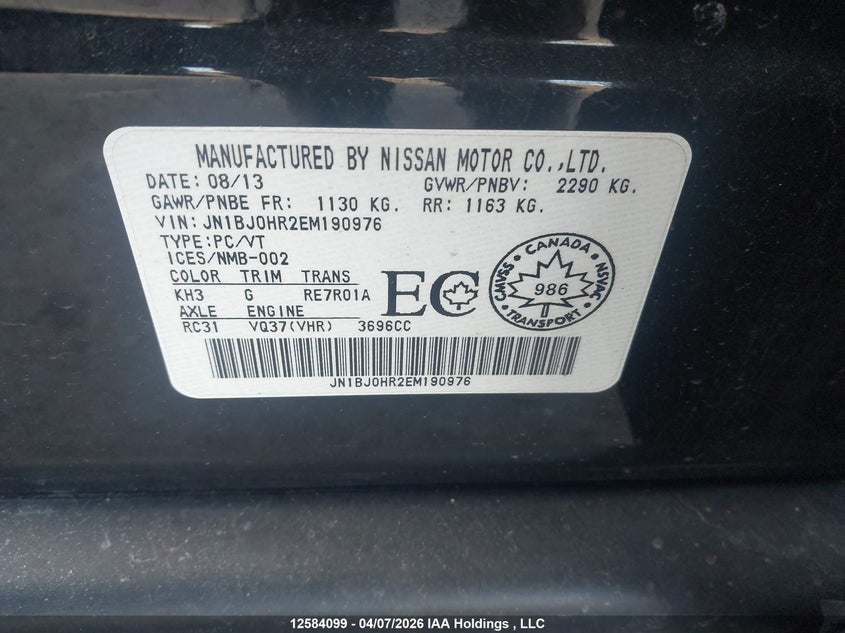 MANUFACTURED BY NISSAN MOTOR CO.,LTD.
DATE: 08/13 GVWR/PNBV: 2290 KG.
GAWR/PNBE FR: 1130 KG. RR: 1163 KG.
VIN: JN1BJ0HR2EM190976
TYPE:PC/VT
ICES/NMB-002
COLOR TRIM TRANS
KH3 G RE7R01A
AXLE ENGINE
RC31 VQ37(VHR) 3696CC
EC
CANADA
CMVSS NSVAC
986
TRANSPORT
JN1BJ0HR2EM190976
12584099 - 04/07/2026 IAA Holdings , LLC